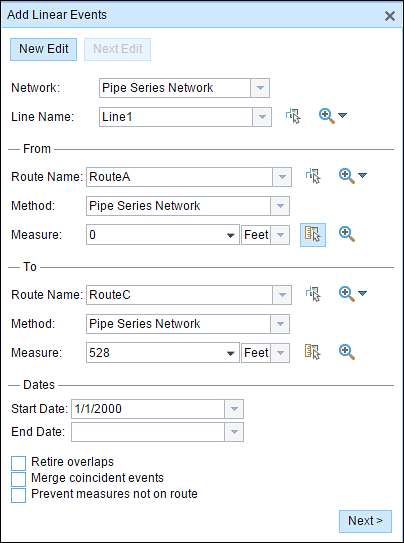 Add Linear Events
New Edit Next Edit
Network: Pipe Series Network
Line Name: Line1
From
Route Name: RouteA
Method: Pipe Series Network
Measure: 0 Feet
To
Route Name: RouteC
Method: Pipe Series Network
Measure: 528 Feet
Dates
Start Date: 1/1/2000
End Date:
Retire overlaps
Merge coincident events
Prevent measures not on route
Next >